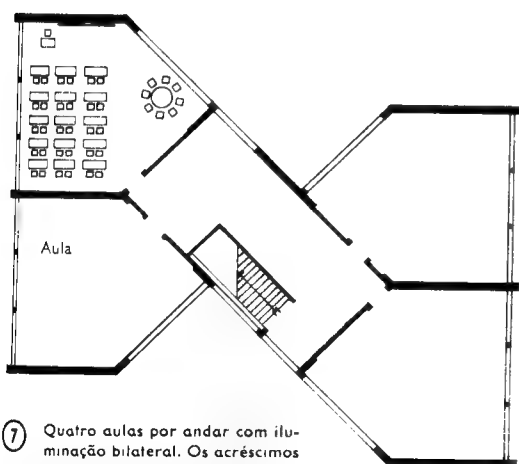 Aula
7 Quatro aulas por andar com ilu-
minação bilateral. Os acréscimos